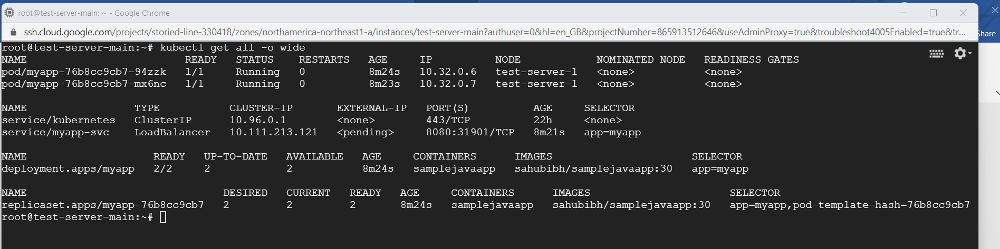 root@test-server-main: ~ - Google Chrome
ssh.cloud.google.com/projects/storied-line-330418/zones/northamerica-northeast1-a/instances/test-server-main?authuser=0&hl=en_GB&projectNumber=865913512646&useAdminProxy=true&troubleshoot4005Enabled=true&tr...
Share
root@test-server-main:~# kubectl get all -o wide
NAME READY STATUS RESTARTS AGE IP NODE NOMINATED NODE READINESS GATES
pod/myapp-76b8cc9cb7-94zzk 1/1 Running 0 8m24s 10.32.0.6 test-server-1 <none> <none>
pod/myapp-76b8cc9cb7-mx6nc 1/1 Running 0 8m23s 10.32.0.7 test-server-1 <none> <none>
NAME TYPE CLUSTER-IP EXTERNAL-IP PORT(S) AGE SELECTOR
service/kubernetes ClusterIP 10.96.0.1 <none> 443/TCP 22h <none>
service/myapp-svc LoadBalancer 10.111.213.121 <pending> 8080:31901/TCP 8m21s app=myapp
NAME READY UP-TO-DATE AVAILABLE AGE CONTAINERS IMAGES SELECTOR
deployment.apps/myapp 2/2 2 2 8m24s samplejavaapp sahubibh/samplejavaapp:30 app=myapp
NAME DESIRED CURRENT READY AGE CONTAINERS IMAGES SELECTOR
replicaset.apps/myapp-76b8cc9cb7 2 2 2 8m24s samplejavaapp sahubibh/samplejavaapp:30 app=myapp,pod-template-hash=76b8cc9cb7
root@test-server-main:~#